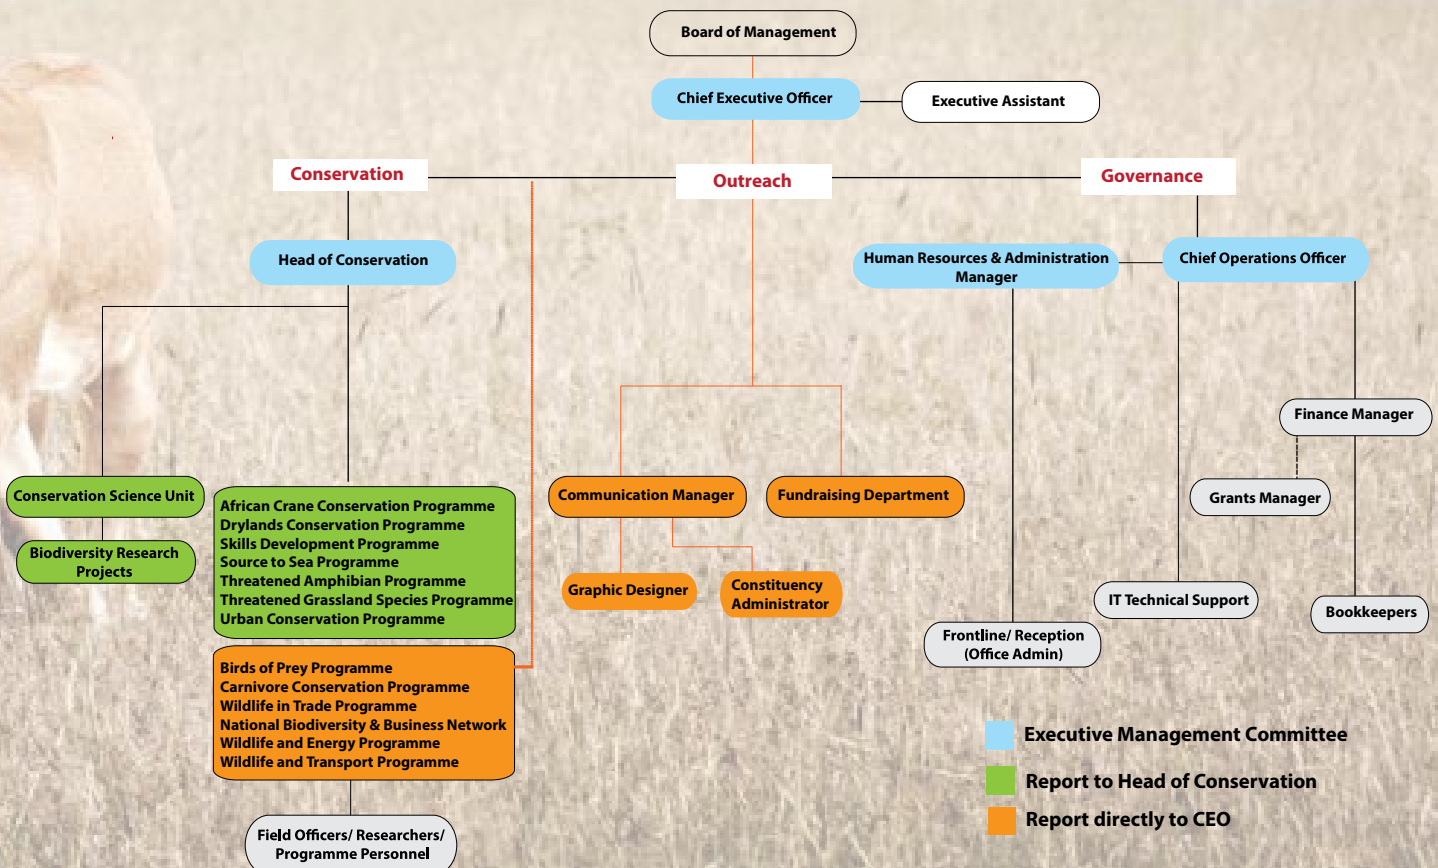 Board of Management
Chief Executive Officer
Executive Assistant
Conservation
Outreach
Governance
Head of Conservation
Human Resources & Administration
Manager
Chief Operations Officer
Finance Manager
Conservation Science Unit
Biodiversity Research
Projects
African Crane Conservation Programme
Drylands Conservation Programme
Skills Development Programme
Source to Sea Programme
Threatened Amphibian Programme
Threatened Grassland Species Programme
Urban Conservation Programme
Communication Manager
Fundraising Department
Grants Manager
Graphic Designer
Constituency
Administrator
IT Technical Support
Bookkeepers
Frontline/ Reception
(Office Admin)
Birds of Prey Programme
Carnivore Conservation Programme
Wildlife in Trade Programme
National Biodiversity & Business Network
Wildlife and Energy Programme
Wildlife and Transport Programme
Field Officers/ Researchers/
Programme Personnel
Executive Management Committee
Report to Head of Conservation
Report directly to CEO